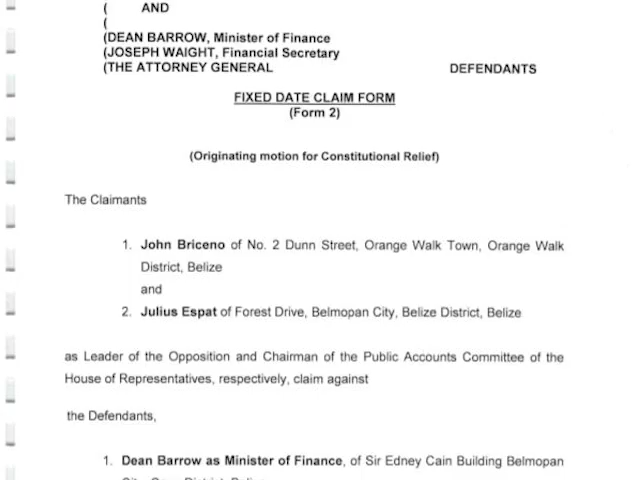 ( AND
(
(DEAN BARROW, Minister of Finance
(JOSEPH WAIGHT, Financial Secretary
(THE ATTORNEY GENERAL DEFENDANTS
FIXED DATE CLAIM FORM
(Form 2)
(Originating motion for Constitutional Relief)
The Claimants
1. John Briceno of No. 2 Dunn Street, Orange Walk Town, Orange Walk
District, Belize
and
2. Julius Espat of Forest Drive, Belmopan City, Belize District, Belize
as Leader of the Opposition and Chairman of the Public Accounts Committee of the
House of Representatives, respectively, claim against
the Defendants,
1. Dean Barrow as Minister of Finance, of Sir Edney Cain Building Belmopan